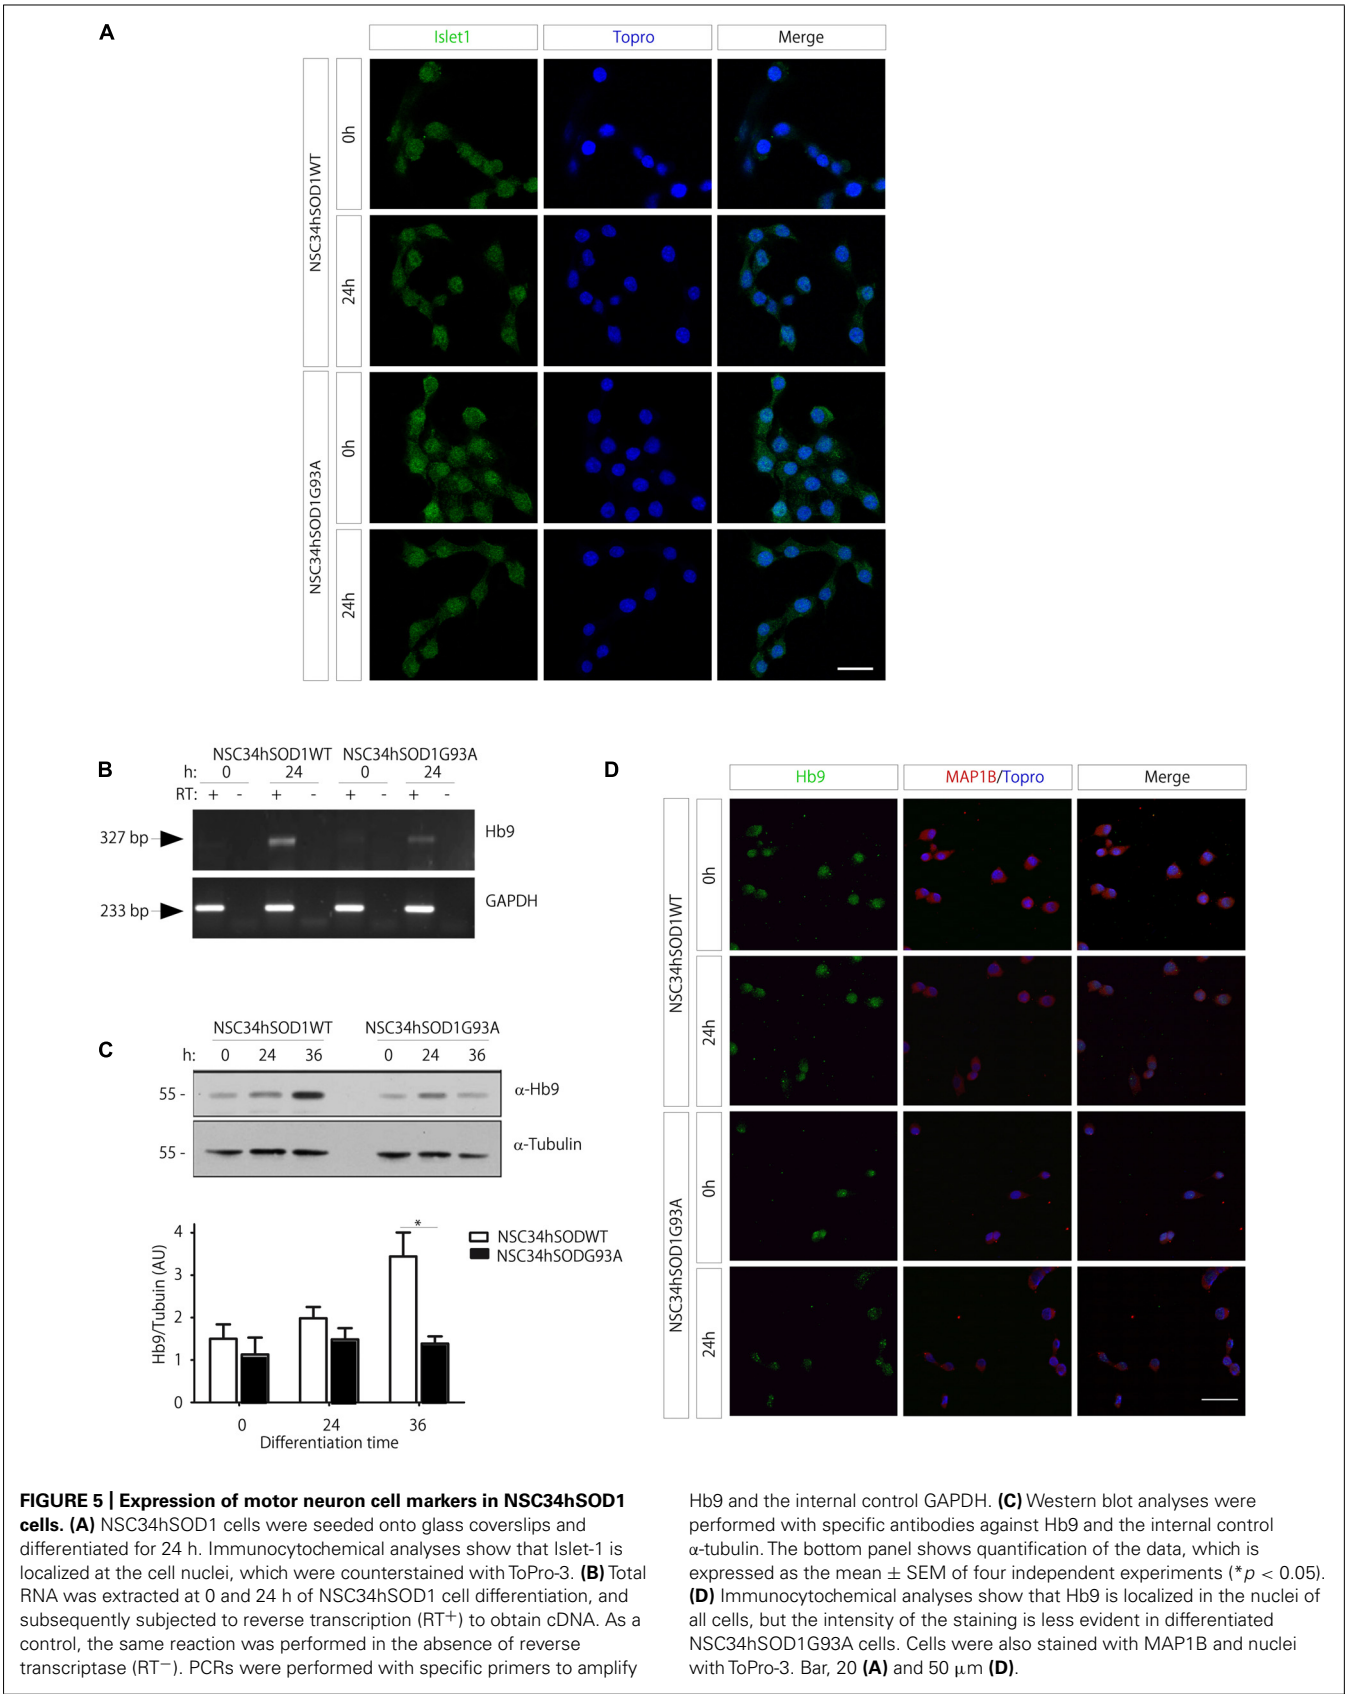 A
Islet1
Topro
Merge
NSC34hSOD1WT
0h
24h
NSC34hSOD1G93A
0h
24h
B
NSC34hSOD1WT NSC34hSOD1G93A
h: 0 24 0 24
RT: + - + - + - + -
327 bp
Hb9
233 bp
GAPDH
C
NSC34hSOD1WT NSC34hSOD1G93A
h: 0 24 36 0 24 36
55 -
α-Hb9
55 -
α-Tubulin
Hb9/Tubuin (AU)
4
3
2
1
0
*
NSC34hSODWT
NSC34hSODG93A
0 24 36
Differentiation time
D
Hb9
MAP1B/Topro
Merge
NSC34hSOD1WT
0h
24h
NSC34hSOD1G93A
0h
24h
FIGURE 5 | Expression of motor neuron cell markers in NSC34hSOD1
cells. (A) NSC34hSOD1 cells were seeded onto glass coverslips and
differentiated for 24 h. Immunocytochemical analyses show that Islet-1 is
localized at the cell nuclei, which were counterstained with ToPro-3. (B) Total
RNA was extracted at 0 and 24 h of NSC34hSOD1 cell differentiation, and
subsequently subjected to reverse transcription (RT+) to obtain cDNA. As a
control, the same reaction was performed in the absence of reverse
transcriptase (RT−). PCRs were performed with specific primers to amplify
Hb9 and the internal control GAPDH. (C) Western blot analyses were
performed with specific antibodies against Hb9 and the internal control
α-tubulin. The bottom panel shows quantification of the data, which is
expressed as the mean ± SEM of four independent experiments (*p < 0.05).
(D) Immunocytochemical analyses show that Hb9 is localized in the nuclei of
all cells, but the intensity of the staining is less evident in differentiated
NSC34hSOD1G93A cells. Cells were also stained with MAP1B and nuclei
with ToPro-3. Bar, 20 (A) and 50 μm (D).